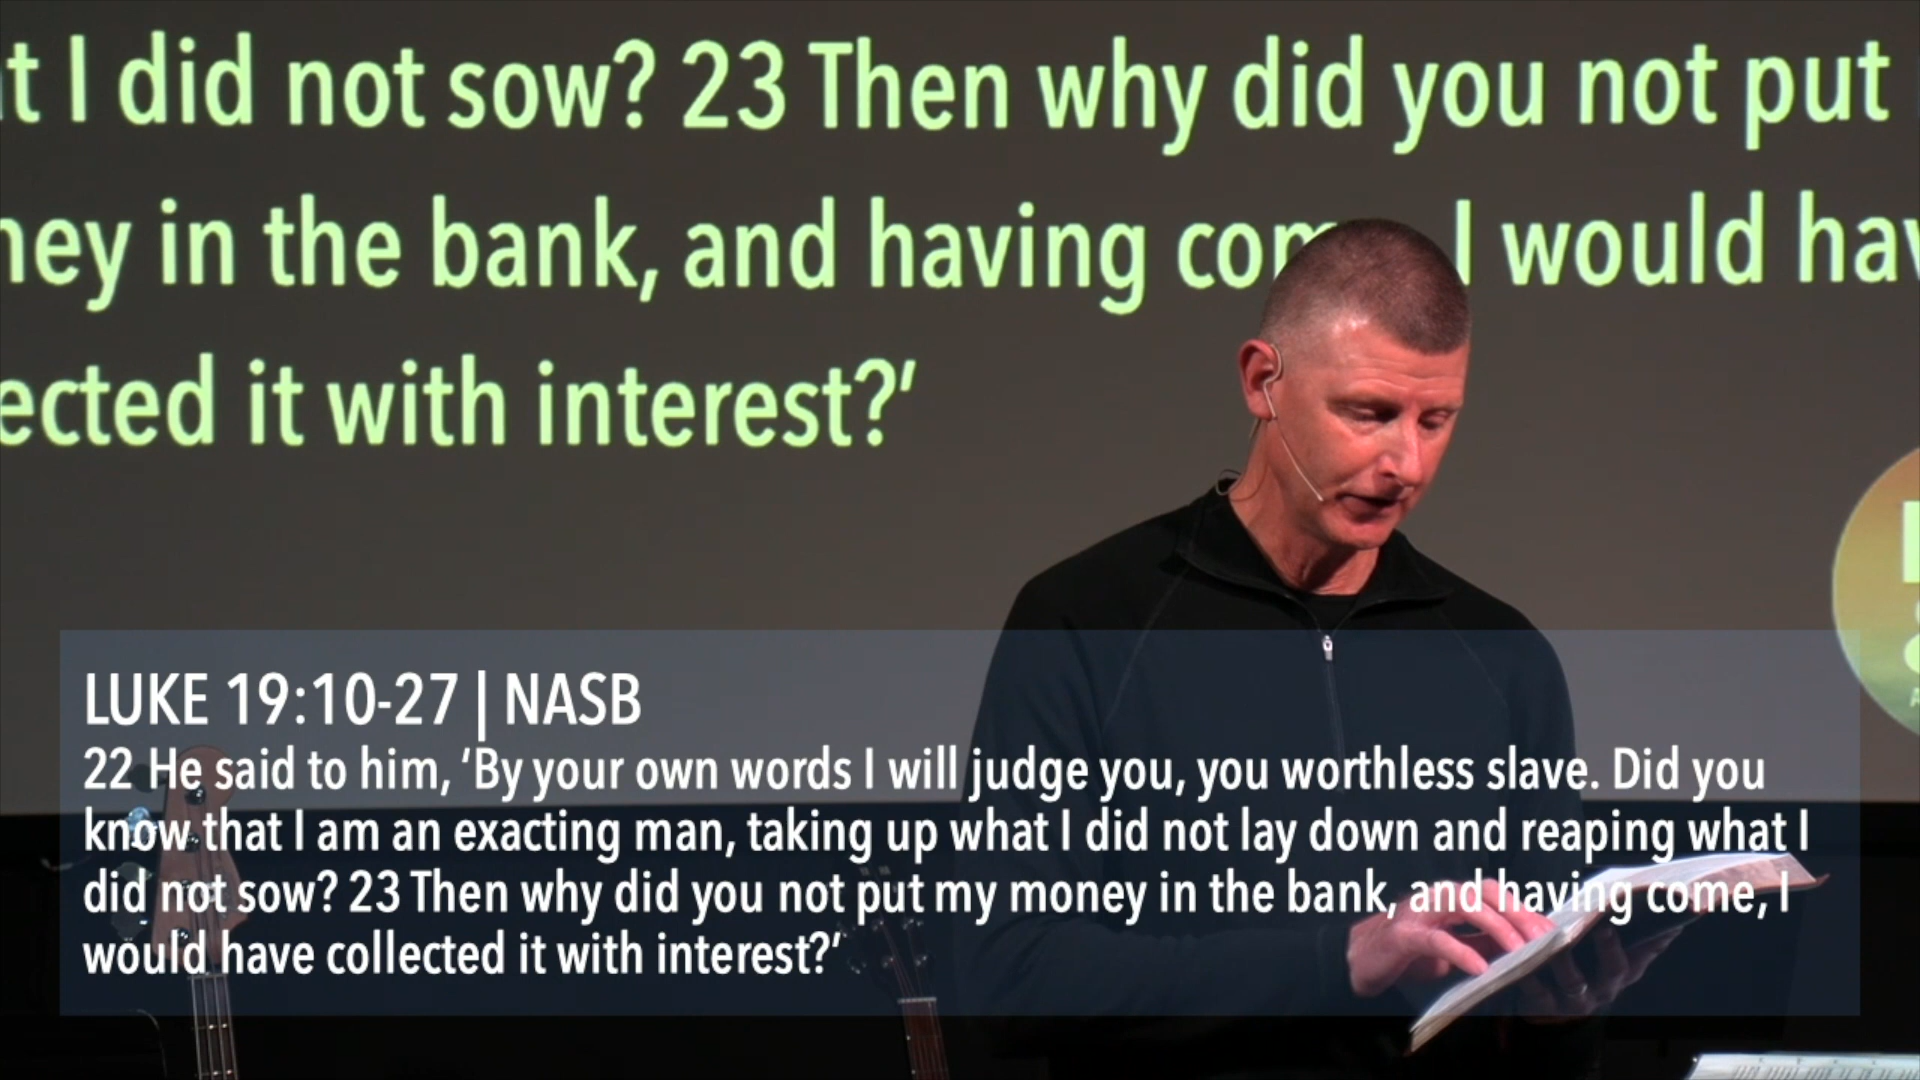 t I did not sow? 23 Then why did you not put
ney in the bank, and having com I would hav
ected it with interest?’
LUKE 19:10-27 | NASB
22 He said to him, ‘By your own words I will judge you, you worthless slave. Did you
know that I am an exacting man, taking up what I did not lay down and reaping what I
did not sow? 23 Then why did you not put my money in the bank, and having come, I
would have collected it with interest?’